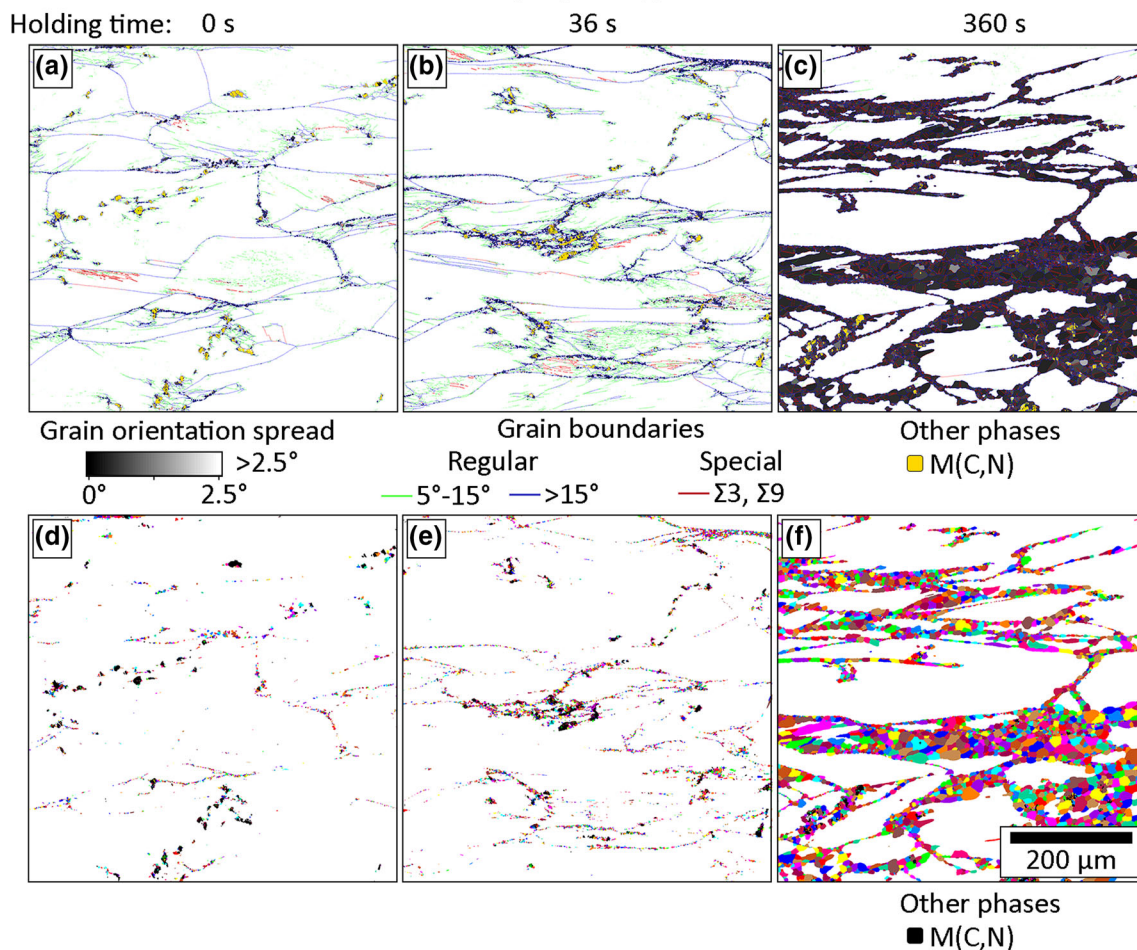 Holding time: 0 s 36 s 360 s
(a) (b) (c)
Grain orientation spread
>2.5°
0° 2.5°
Grain boundaries
Regular Special
5°-15° >15° Σ3, Σ9
Other phases
M(C,N)
(d) (e) (f)
200 µm
Other phases
M(C,N)